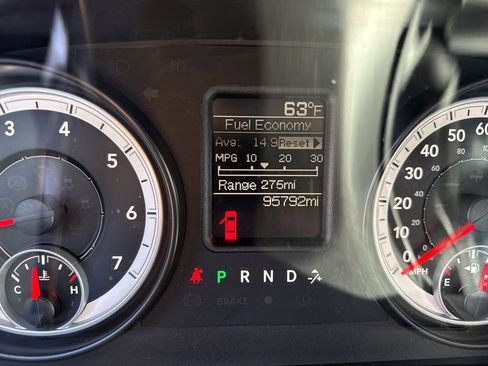 63°F
Fuel Economy
Avg: 14.9 Reset
MPG 10 20 30
Range 275mi
95792mi
P R N D
BRAKE
3 4 5 6 7
C H
60 50 40 30 20 10 0
MPH
E